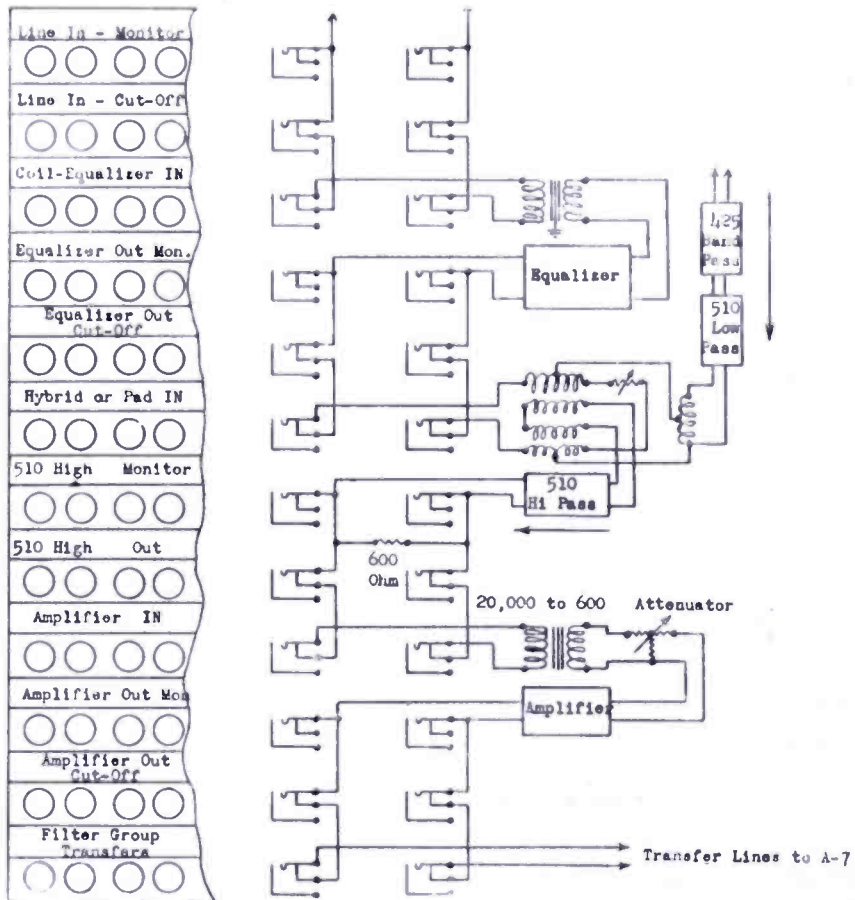 Line In - Monitor
Line In - Cut-Off
Coil-Equalizer IN
Equalizer Out Mon.
Equalizer Out
Cut-Off
Hybrid or Pad IN
510 High Monitor
510 High Out
Amplifier IN
Amplifier Out Mon
Amplifier Out
Cut-Off
Filter Group
Transfers
Equalizer
425
Band
Pass
510
Low
Pass
510
Hi Pass
600
Ohm
20,000 to 600
Attenuator
Amplifier
Transfer Lines to A-7